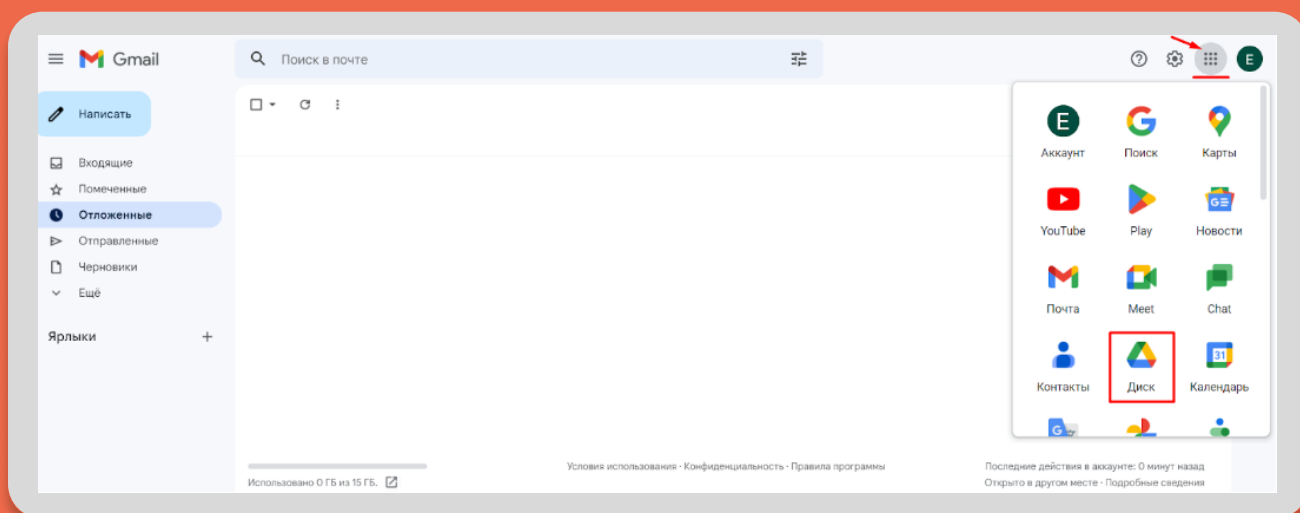 Gmail
Поиск в почте
E
Написать
Входящие
Помеченные
Отложенные
Отправленные
Черновики
Ещё
Ярлыки
E
Аккаунт
Поиск
Карты
YouTube
Play
Новости
Почта
Meet
Chat
31
Контакты
Диск
Календарь
Использовано 0 ГБ из 15 ГБ.
Условия использования · Конфиденциальность · Правила программы
Последние действия в аккаунте: 0 минут назад
Открыто в другом месте · Подробные сведения